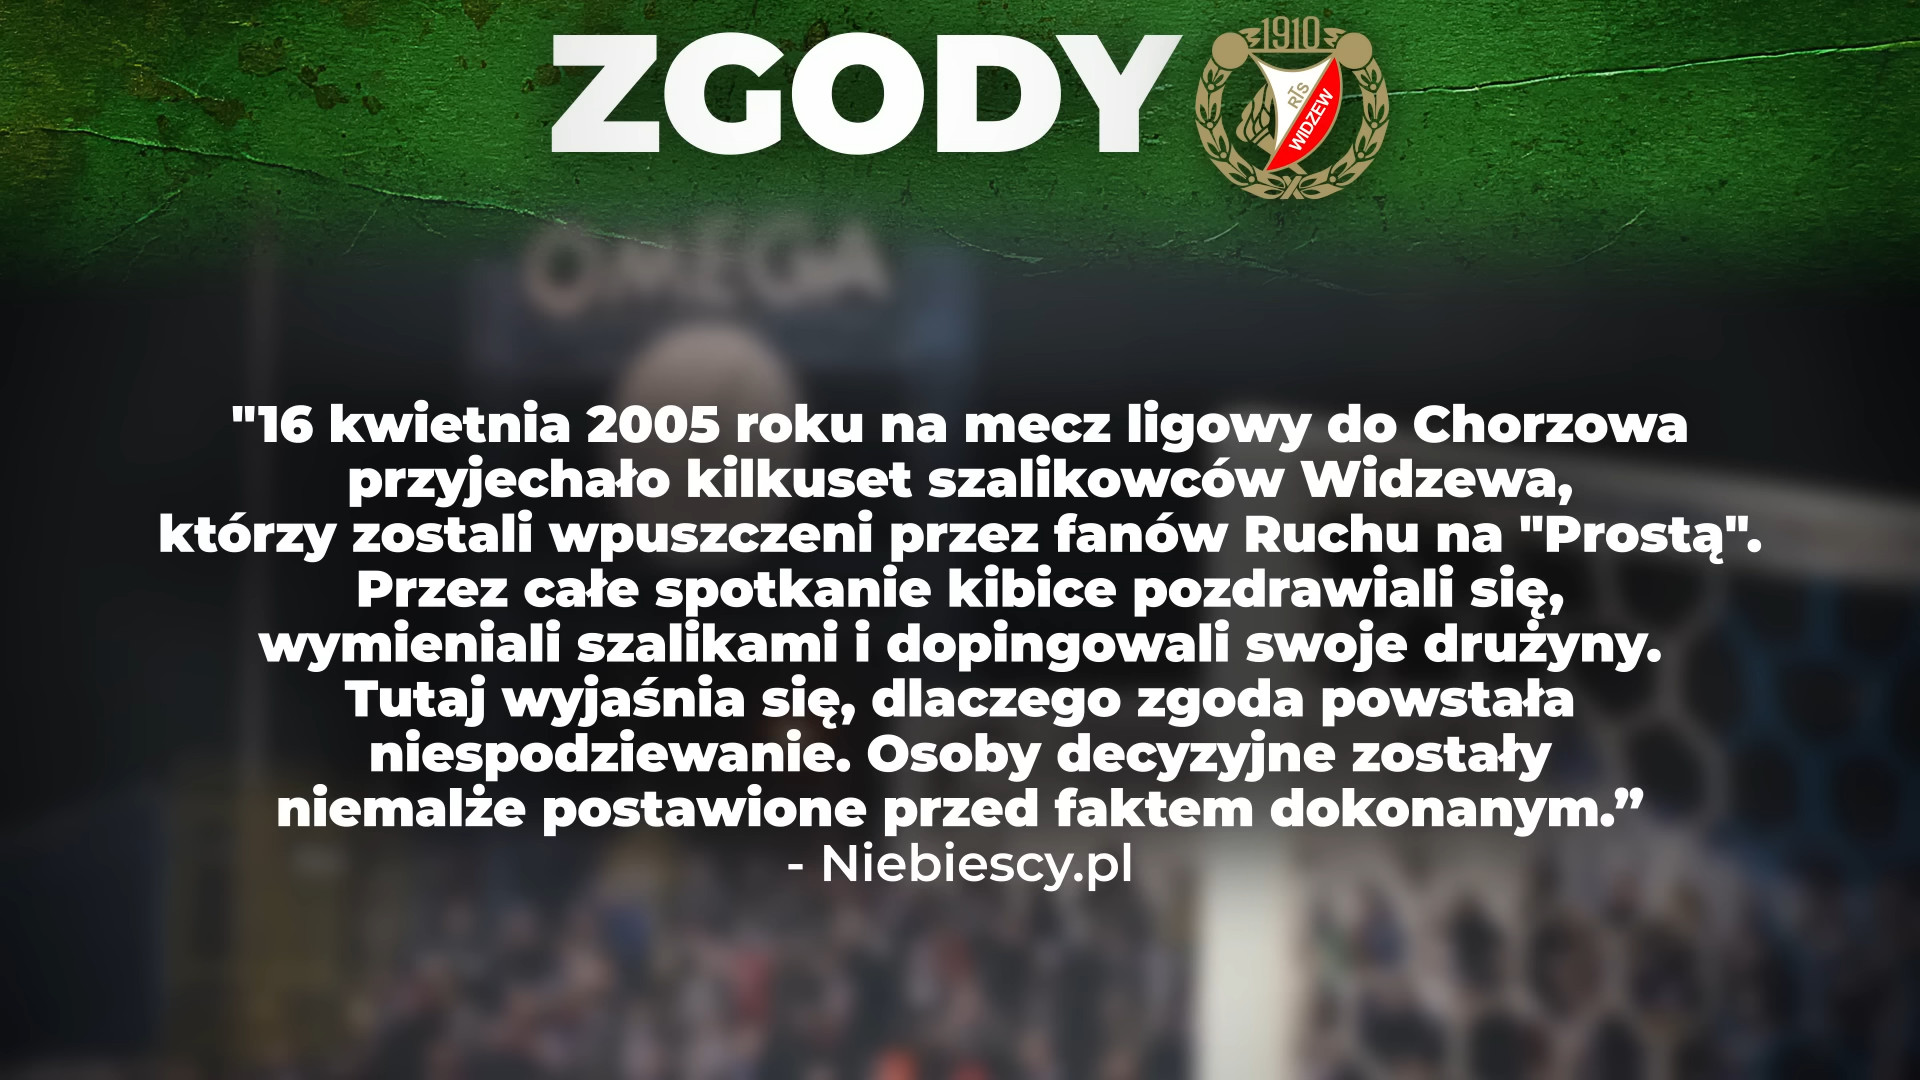 ZGODY
1910
RTS
WIDZEW
OMEGA
"16 kwietnia 2005 roku na mecz ligowy do Chorzowa
przyjechało kilkuset szalikowców Widzewa,
którzy zostali wpuszczeni przez fanów Ruchu na "Prostą".
Przez całe spotkanie kibice pozdrawiali się,
wymieniali szalikami i dopingowali swoje drużyny.
Tutaj wyjaśnia się, dlaczego zgoda powstała
niespodziewanie. Osoby decyzyjne zostały
niemalże postawione przed faktem dokonanym.”
- Niebiescy.pl